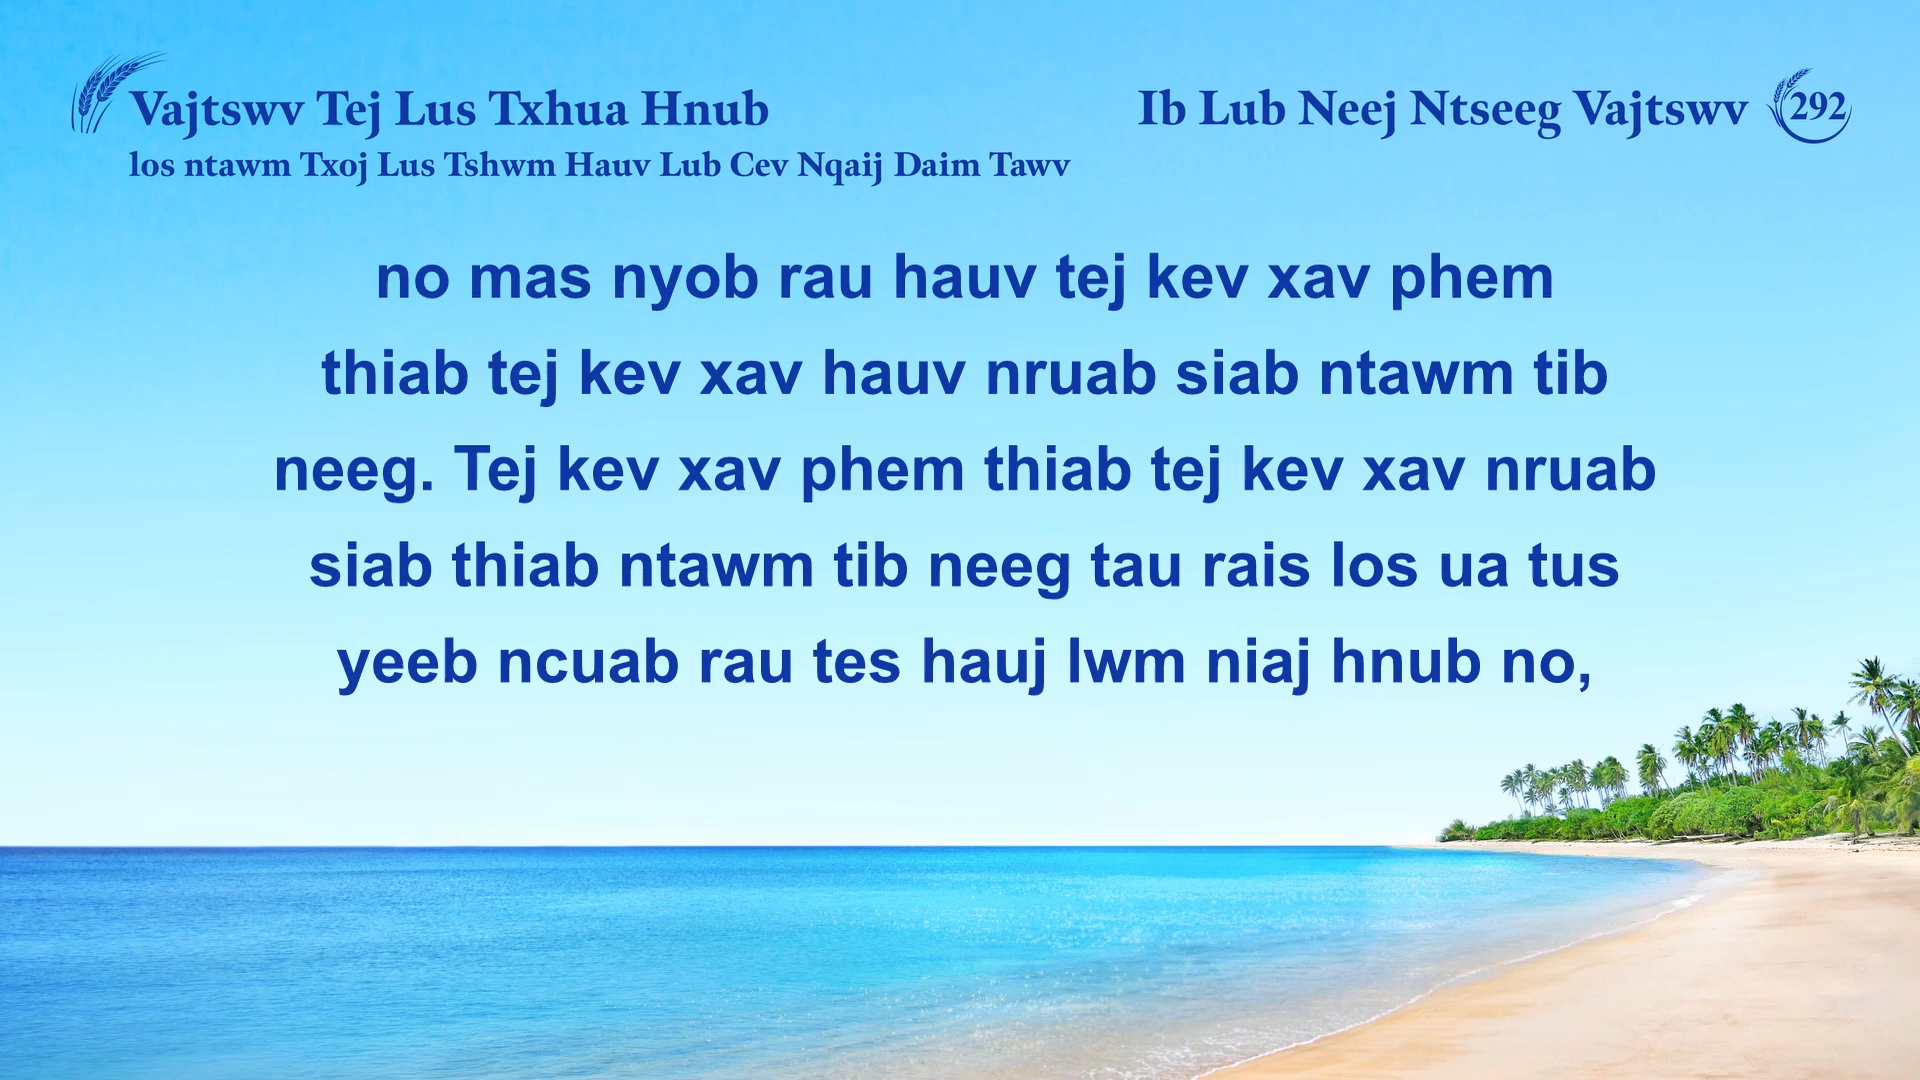 Vajtswv Tej Lus Txhua Hnub
los ntawm Txoj Lus Tshwm Hauv Lub Cev Nqaij Daim Tawv
Ib Lub Neej Ntseeg Vajtswv 292
no mas nyob rau hauv tej kev xav phem
thiab tej kev xav hauv nruab siab ntawm tib
neeg. Tej kev xav phem thiab tej kev xav nruab
siab thiab ntawm tib neeg tau rais los ua tus
yeeb ncuab rau tes hauj lwm niaj hnub no,